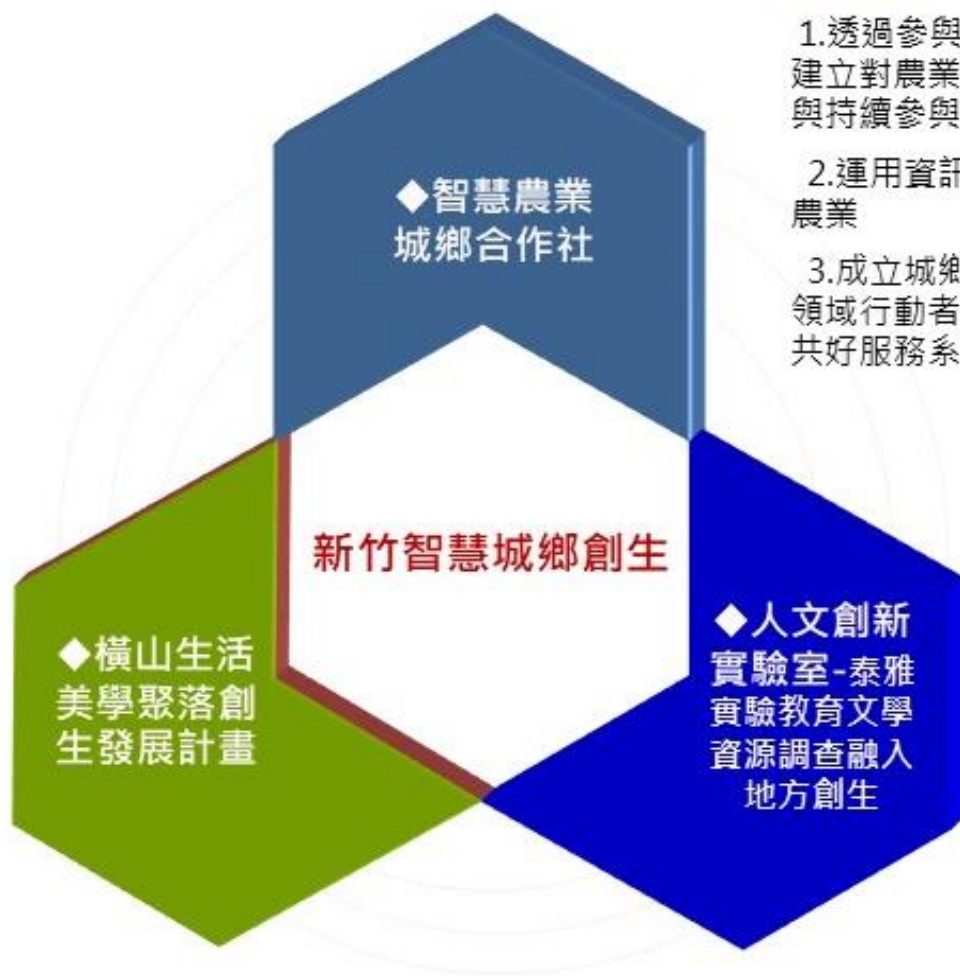 1.透過參與
建立對農業
與持續參與
2.運用資訊
農業
3.成立城鄉
領域行動者
共好服務系
◆智慧農業
城鄉合作社
新竹智慧城鄉創生
◆橫山生活
美學聚落創
生發展計畫
◆人文創新
實驗室-泰雅
實驗教育文學
資源調查融入
地方創生